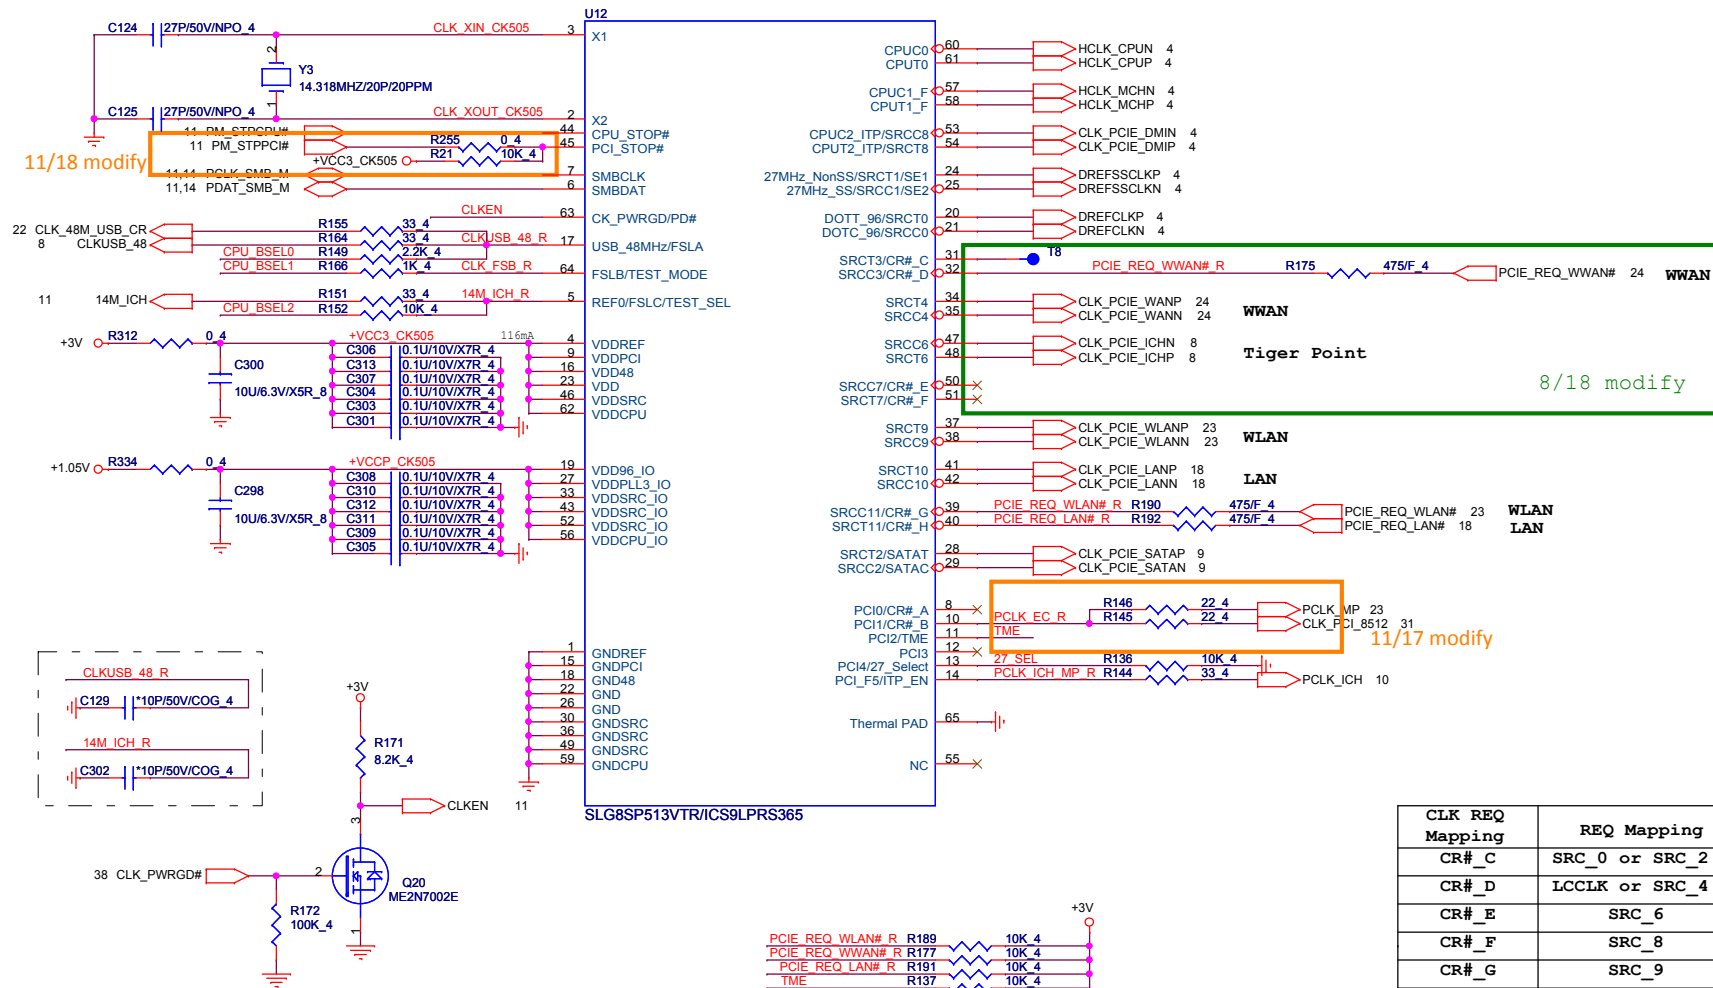 U12
C124 27P/50V/NPO_4 CLK_XIN_CK505 3 X1
2
Y3
14.318MHZ/20P/20PPM
1
C125 27P/50V/NPO_4 CLK_XOUT_CK505 2 X2
11 PM_STPCPU# 44 CPU_STOP#
11 PM_STPPCI# R255 0_4 45 PCI_STOP#
+VCC3_CK505 R21 10K_4
11/18 modify
11,14 PCLK_SMB_M 7 SMBCLK
11,14 PDAT_SMB_M 6 SMBDAT
CLKEN 63 CK_PWRGD/PD#
22 CLK_48M_USB_CR R155 33_4
8 CLKUSB_48 R164 33_4 CLKUSB_48_R 17 USB_48MHz/FSLA
CPU_BSEL0 R149 2.2K_4
CPU_BSEL1 R166 1K_4 CLK_FSB_R 64 FSLB/TEST_MODE
11 14M_ICH R151 33_4 14M_ICH_R 5 REF0/FSLC/TEST_SEL
CPU_BSEL2 R152 10K_4
+3V R312 0_4 +VCC3_CK505 116mA 4 VDDREF
C306 0.1U/10V/X7R_4 9 VDDPCI
C300 C313 0.1U/10V/X7R_4 16 VDD48
C307 0.1U/10V/X7R_4 23 VDD
10U/6.3V/X5R_8 C304 0.1U/10V/X7R_4 46 VDDSRC
C303 0.1U/10V/X7R_4 62 VDDCPU
C301 0.1U/10V/X7R_4
+1.05V R334 0_4 +VCCP_CK505 19 VDD96_IO
C308 0.1U/10V/X7R_4 27 VDDPLL3_IO
C298 C310 0.1U/10V/X7R_4 33 VDDSRC_IO
C312 0.1U/10V/X7R_4 43 VDDSRC_IO
10U/6.3V/X5R_8 C311 0.1U/10V/X7R_4 52 VDDSRC_IO
C309 0.1U/10V/X7R_4 56 VDDCPU_IO
C305 0.1U/10V/X7R_4
1 GNDREF
15 GNDPCI
18 GND48
22 GND
26 GND
30 GNDSRC
36 GNDSRC
49 GNDSRC
59 GNDCPU
CPUC0 60 HCLK_CPUN 4
CPUT0 61 HCLK_CPUP 4
CPUC1_F 57 HCLK_MCHN 4
CPUT1_F 58 HCLK_MCHP 4
CPUC2_ITP/SRCC8 53 CLK_PCIE_DMIN 4
CPUT2_ITP/SRCT8 54 CLK_PCIE_DMIP 4
27MHz_NonSS/SRCT1/SE1 24 DREFSSCLKP 4
27MHz_SS/SRCC1/SE2 25 DREFSSCLKN 4
DOTT_96/SRCT0 20 DREFCLKP 4
DOTC_96/SRCC0 21 DREFCLKN 4
SRCT3/CR#_C 31 T8
SRCC3/CR#_D 32 PCIE_REQ_WWAN#_R R175 475/F_4 PCIE_REQ_WWAN# 24 WWAN
SRCT4 34 CLK_PCIE_WANP 24
SRCC4 35 CLK_PCIE_WANN 24 WWAN
SRCC6 47 CLK_PCIE_ICHN 8
SRCT6 48 CLK_PCIE_ICHP 8 Tiger Point
SRCC7/CR#_E 50
SRCT7/CR#_F 51
8/18 modify
SRCT9 37 CLK_PCIE_WLANP 23
SRCC9 38 CLK_PCIE_WLANN 23 WLAN
SRCT10 41 CLK_PCIE_LANP 18
SRCC10 42 CLK_PCIE_LANN 18 LAN
SRCC11/CR#_G 39 PCIE_REQ_WLAN#_R R190 475/F_4 PCIE_REQ_WLAN# 23 WLAN
SRCT11/CR#_H 40 PCIE_REQ_LAN#_R R192 475/F_4 PCIE_REQ_LAN# 18 LAN
SRCT2/SATAT 28 CLK_PCIE_SATAP 9
SRCC2/SATAC 29 CLK_PCIE_SATAN 9
PCI0/CR#_A 8 R146 22_4 PCLK_MP 23
PCI1/CR#_B 10 PCLK_EC_R R145 22_4 CLK_PCI_8512 31
PCI2/TME 11 TME
11/17 modify
PCI3 12
PCI4/27_Select 13 27_SEL R136 10K_4
PCI_F5/ITP_EN 14 PCLK_ICH_MP_R R144 33_4 PCLK_ICH 10
Thermal PAD 65
NC 55
SLG8SP513VTR/ICS9LPRS365
CLKUSB_48_R
C129 *10P/50V/COG_4
14M_ICH_R
C302 *10P/50V/COG_4
+3V
R171
8.2K_4
CLKEN 11
3
38 CLK_PWRGD# 2
Q20
ME2N7002E
R172
100K_4
1
+3V
PCIE_REQ_WLAN#_R R189 10K_4
PCIE_REQ_WWAN#_R R177 10K_4
PCIE_REQ_LAN#_R R191 10K_4
TME R137 10K_4
CLK REQ Mapping REQ Mapping
CR#_C SRC_0 or SRC_2
CR#_D LCCLK or SRC_4
CR#_E SRC_6
CR#_F SRC_8
CR#_G SRC_9